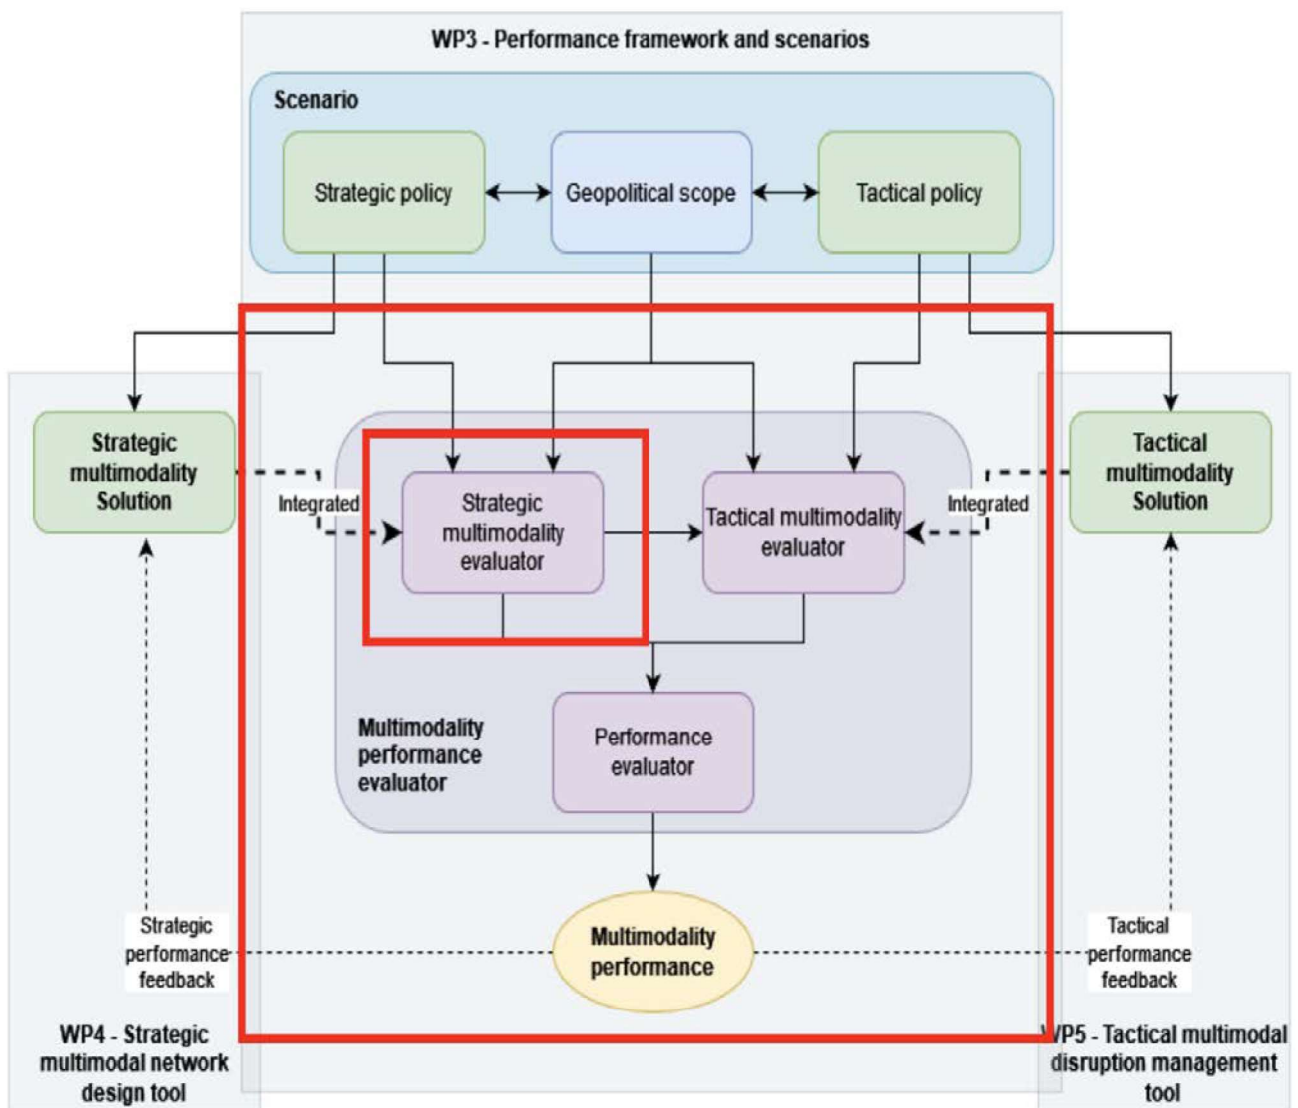 WP3 - Performance framework and scenarios
Scenario
Strategic policy
Geopolitical scope
Tactical policy
Strategic
multimodality
Solution
Integrated
Strategic
multimodality
evaluator
Tactical multimodality
evaluator
Integrated
Tactical
multimodality
Solution
Multimodality
performance
evaluator
Performance
evaluator
Strategic
performance
feedback
Multimodality
performance
Tactical
performance
feedback
WP4 - Strategic
multimodal network
design tool
WP5 - Tactical multimodal
disruption management
tool